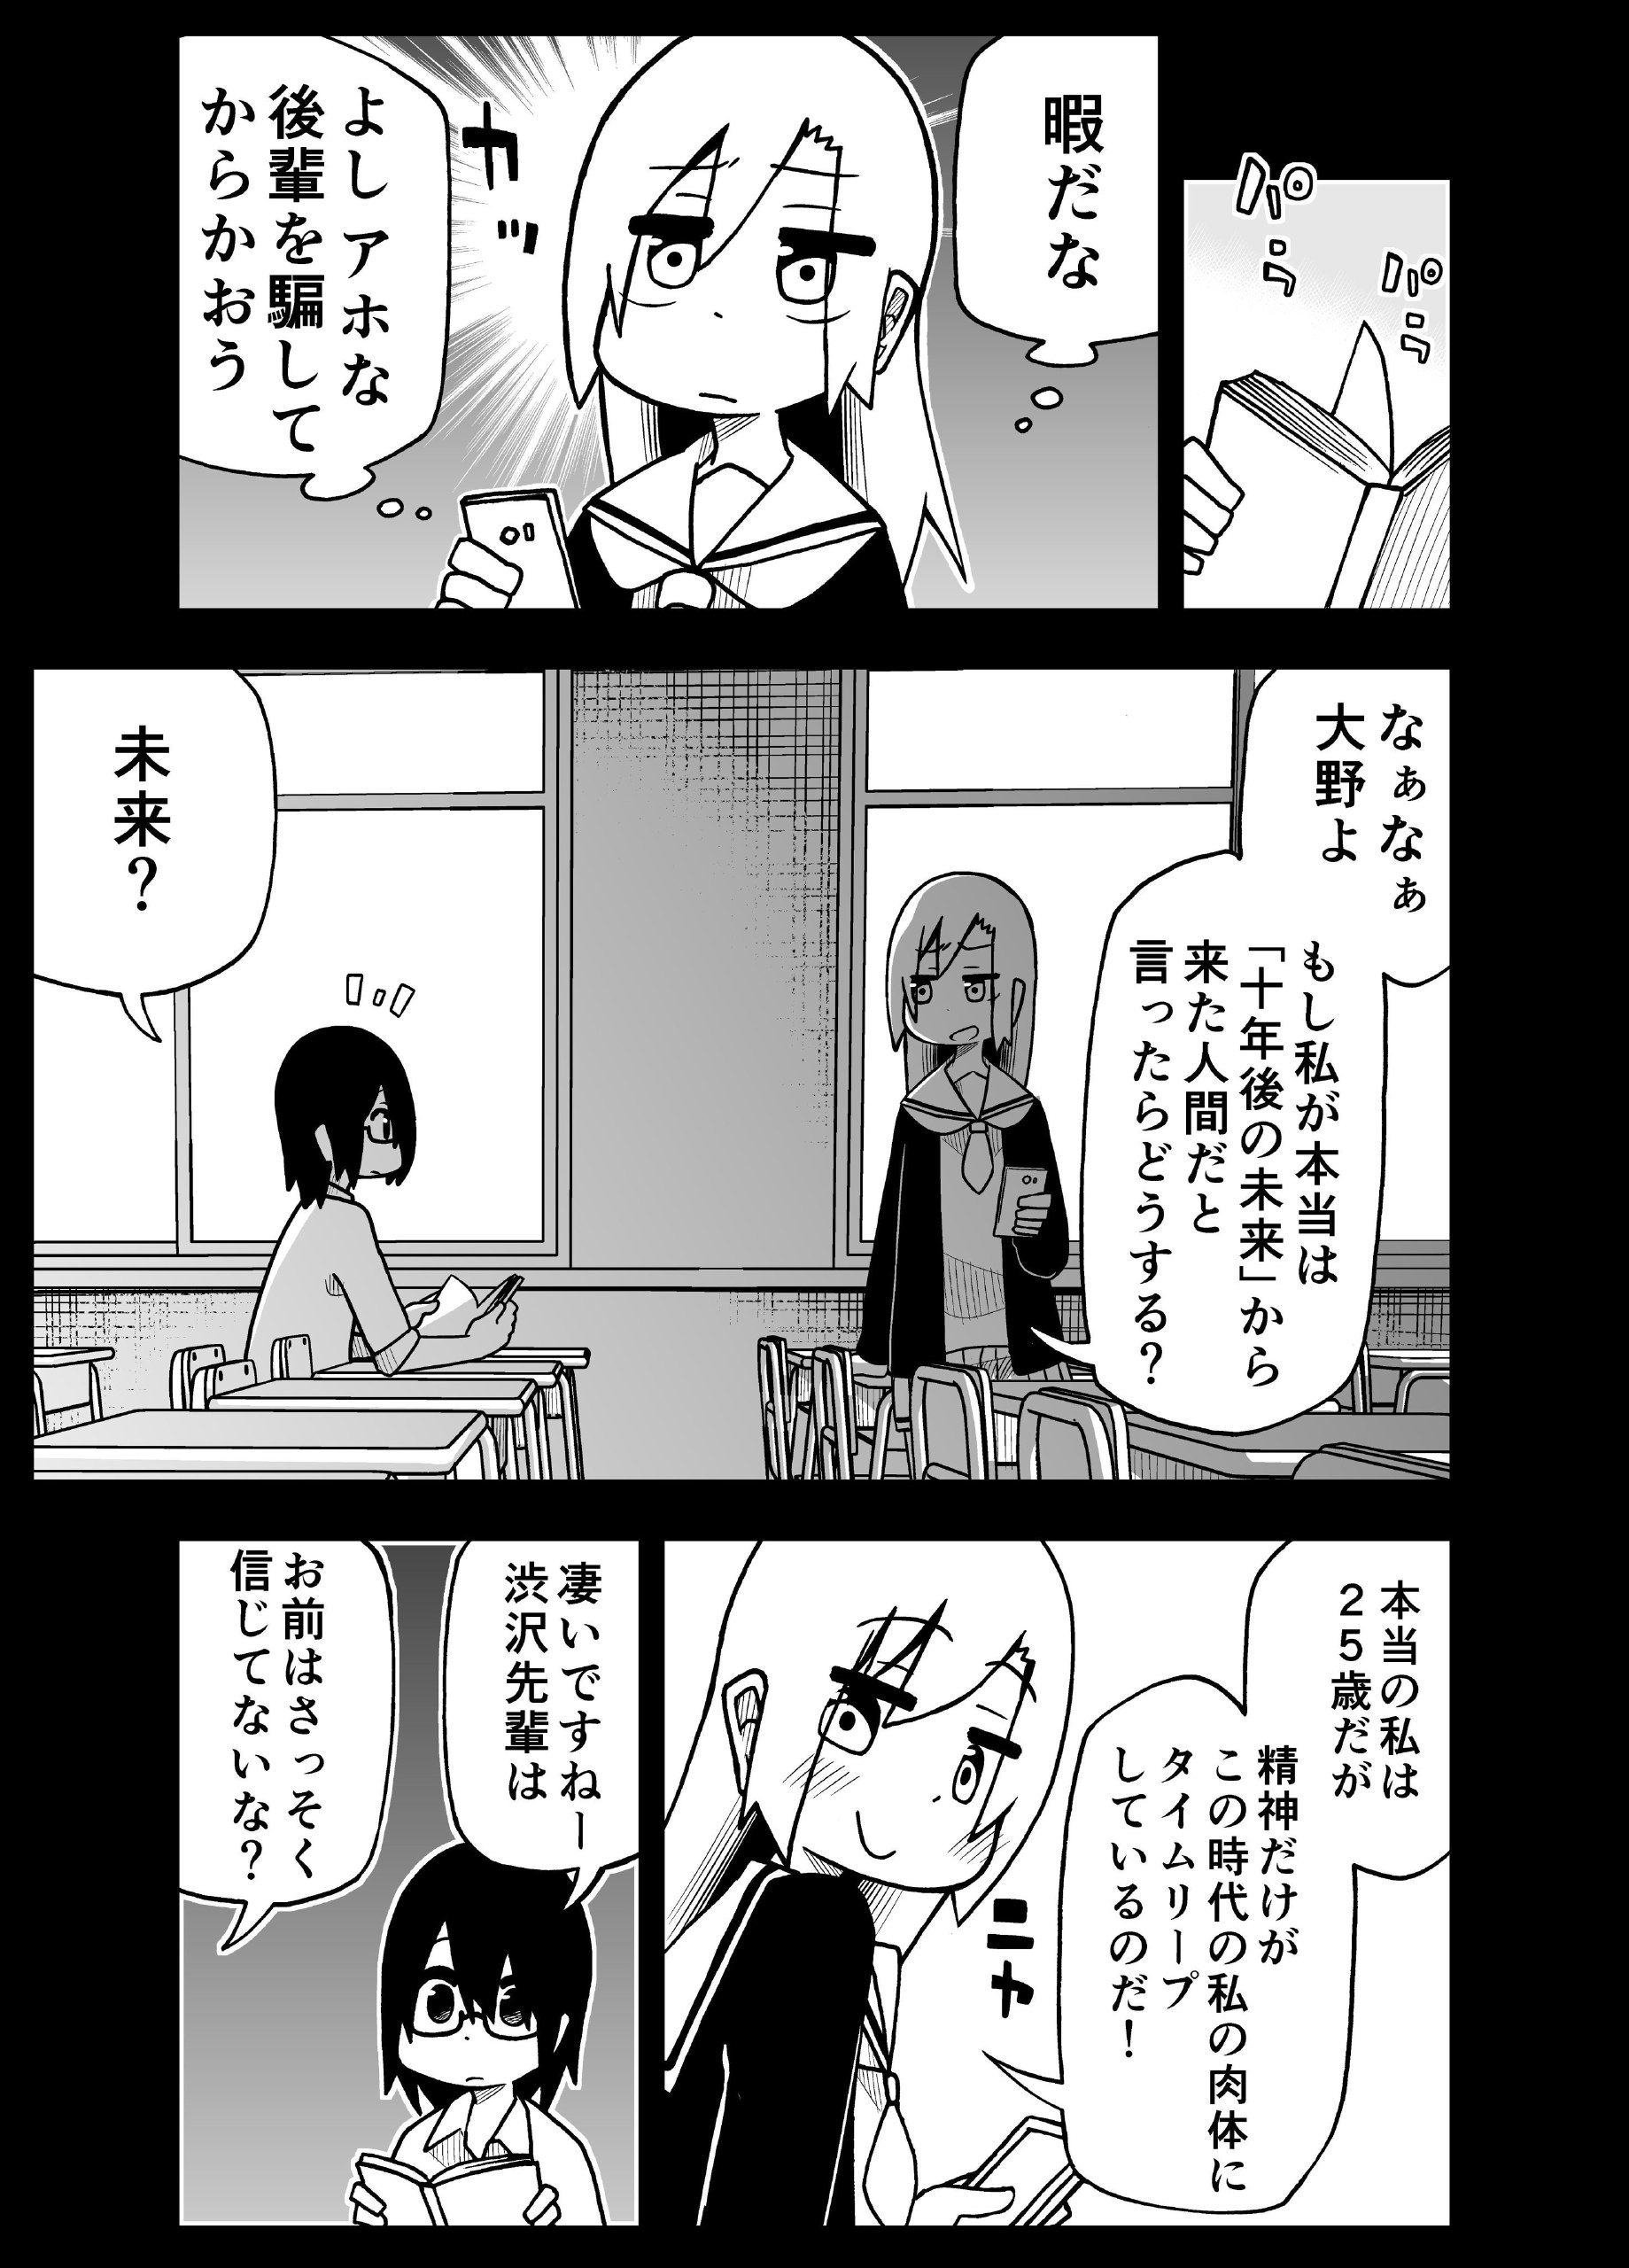 パラ
パラ
暇だな
カッ
よしアホな
後輩を騙して
からかおう
なぁなぁ
大野よ
もし私が本当は
「十年後の未来」から
来た人間だと
言ったらどうする?
未来?
本当の私は
25歳だが
精神だけが
この時代の私の肉体に
タイムリープ
しているのだ!
ニャ
凄いですねー
渋沢先輩は
お前はさっそく
信じてないな?